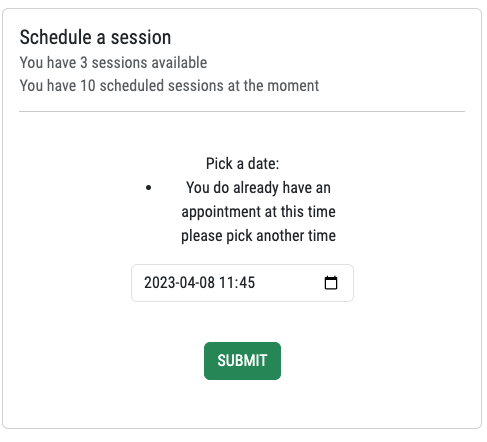 Schedule a session
You have 3 sessions available
You have 10 scheduled sessions at the moment
Pick a date:
• You do already have an
appointment at this time
please pick another time
2023-04-08 11:45
SUBMIT